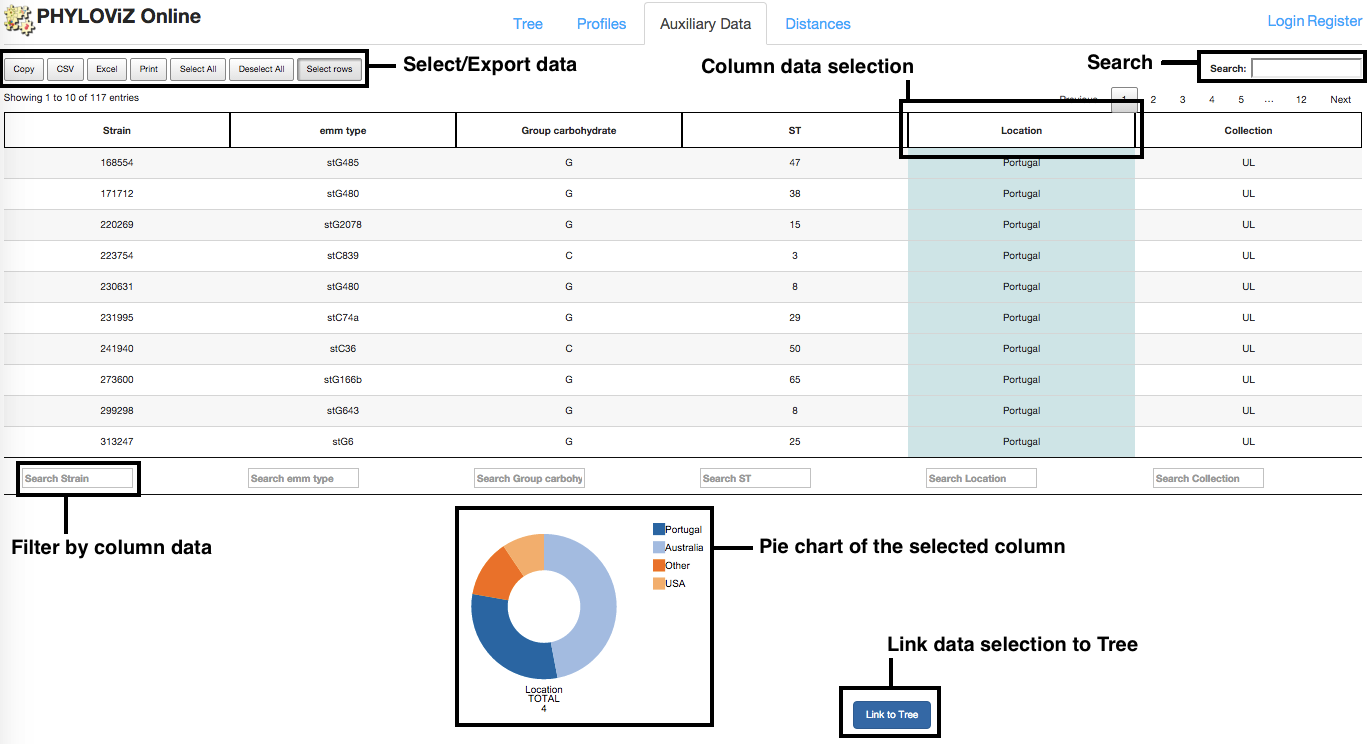 PHYLOViZ Online
Tree Profiles Auxiliary Data Distances
Login Register
Copy CSV Excel Print Select All Deselect All Select rows
Select/Export data
Column data selection
Search
Search:
Showing 1 to 10 of 117 entries
Previous 1 2 3 4 5 … 12 Next
Strain emm type Group carbohydrate ST Location Collection
168554 stG485 G 47 Portugal UL
171712 stG480 G 38 Portugal UL
220269 stG2078 G 15 Portugal UL
223754 stC839 C 3 Portugal UL
230631 stG480 G 8 Portugal UL
231995 stC74a G 29 Portugal UL
241940 stC36 C 50 Portugal UL
273600 stG166b G 65 Portugal UL
299298 stG643 G 8 Portugal UL
313247 stG6 G 25 Portugal UL
Search Strain Search emm type Search Group carbohy Search ST Search Location Search Collection
Filter by column data
Portugal
Australia
Other
USA
Pie chart of the selected column
Location
TOTAL
4
Link data selection to Tree
Link to Tree